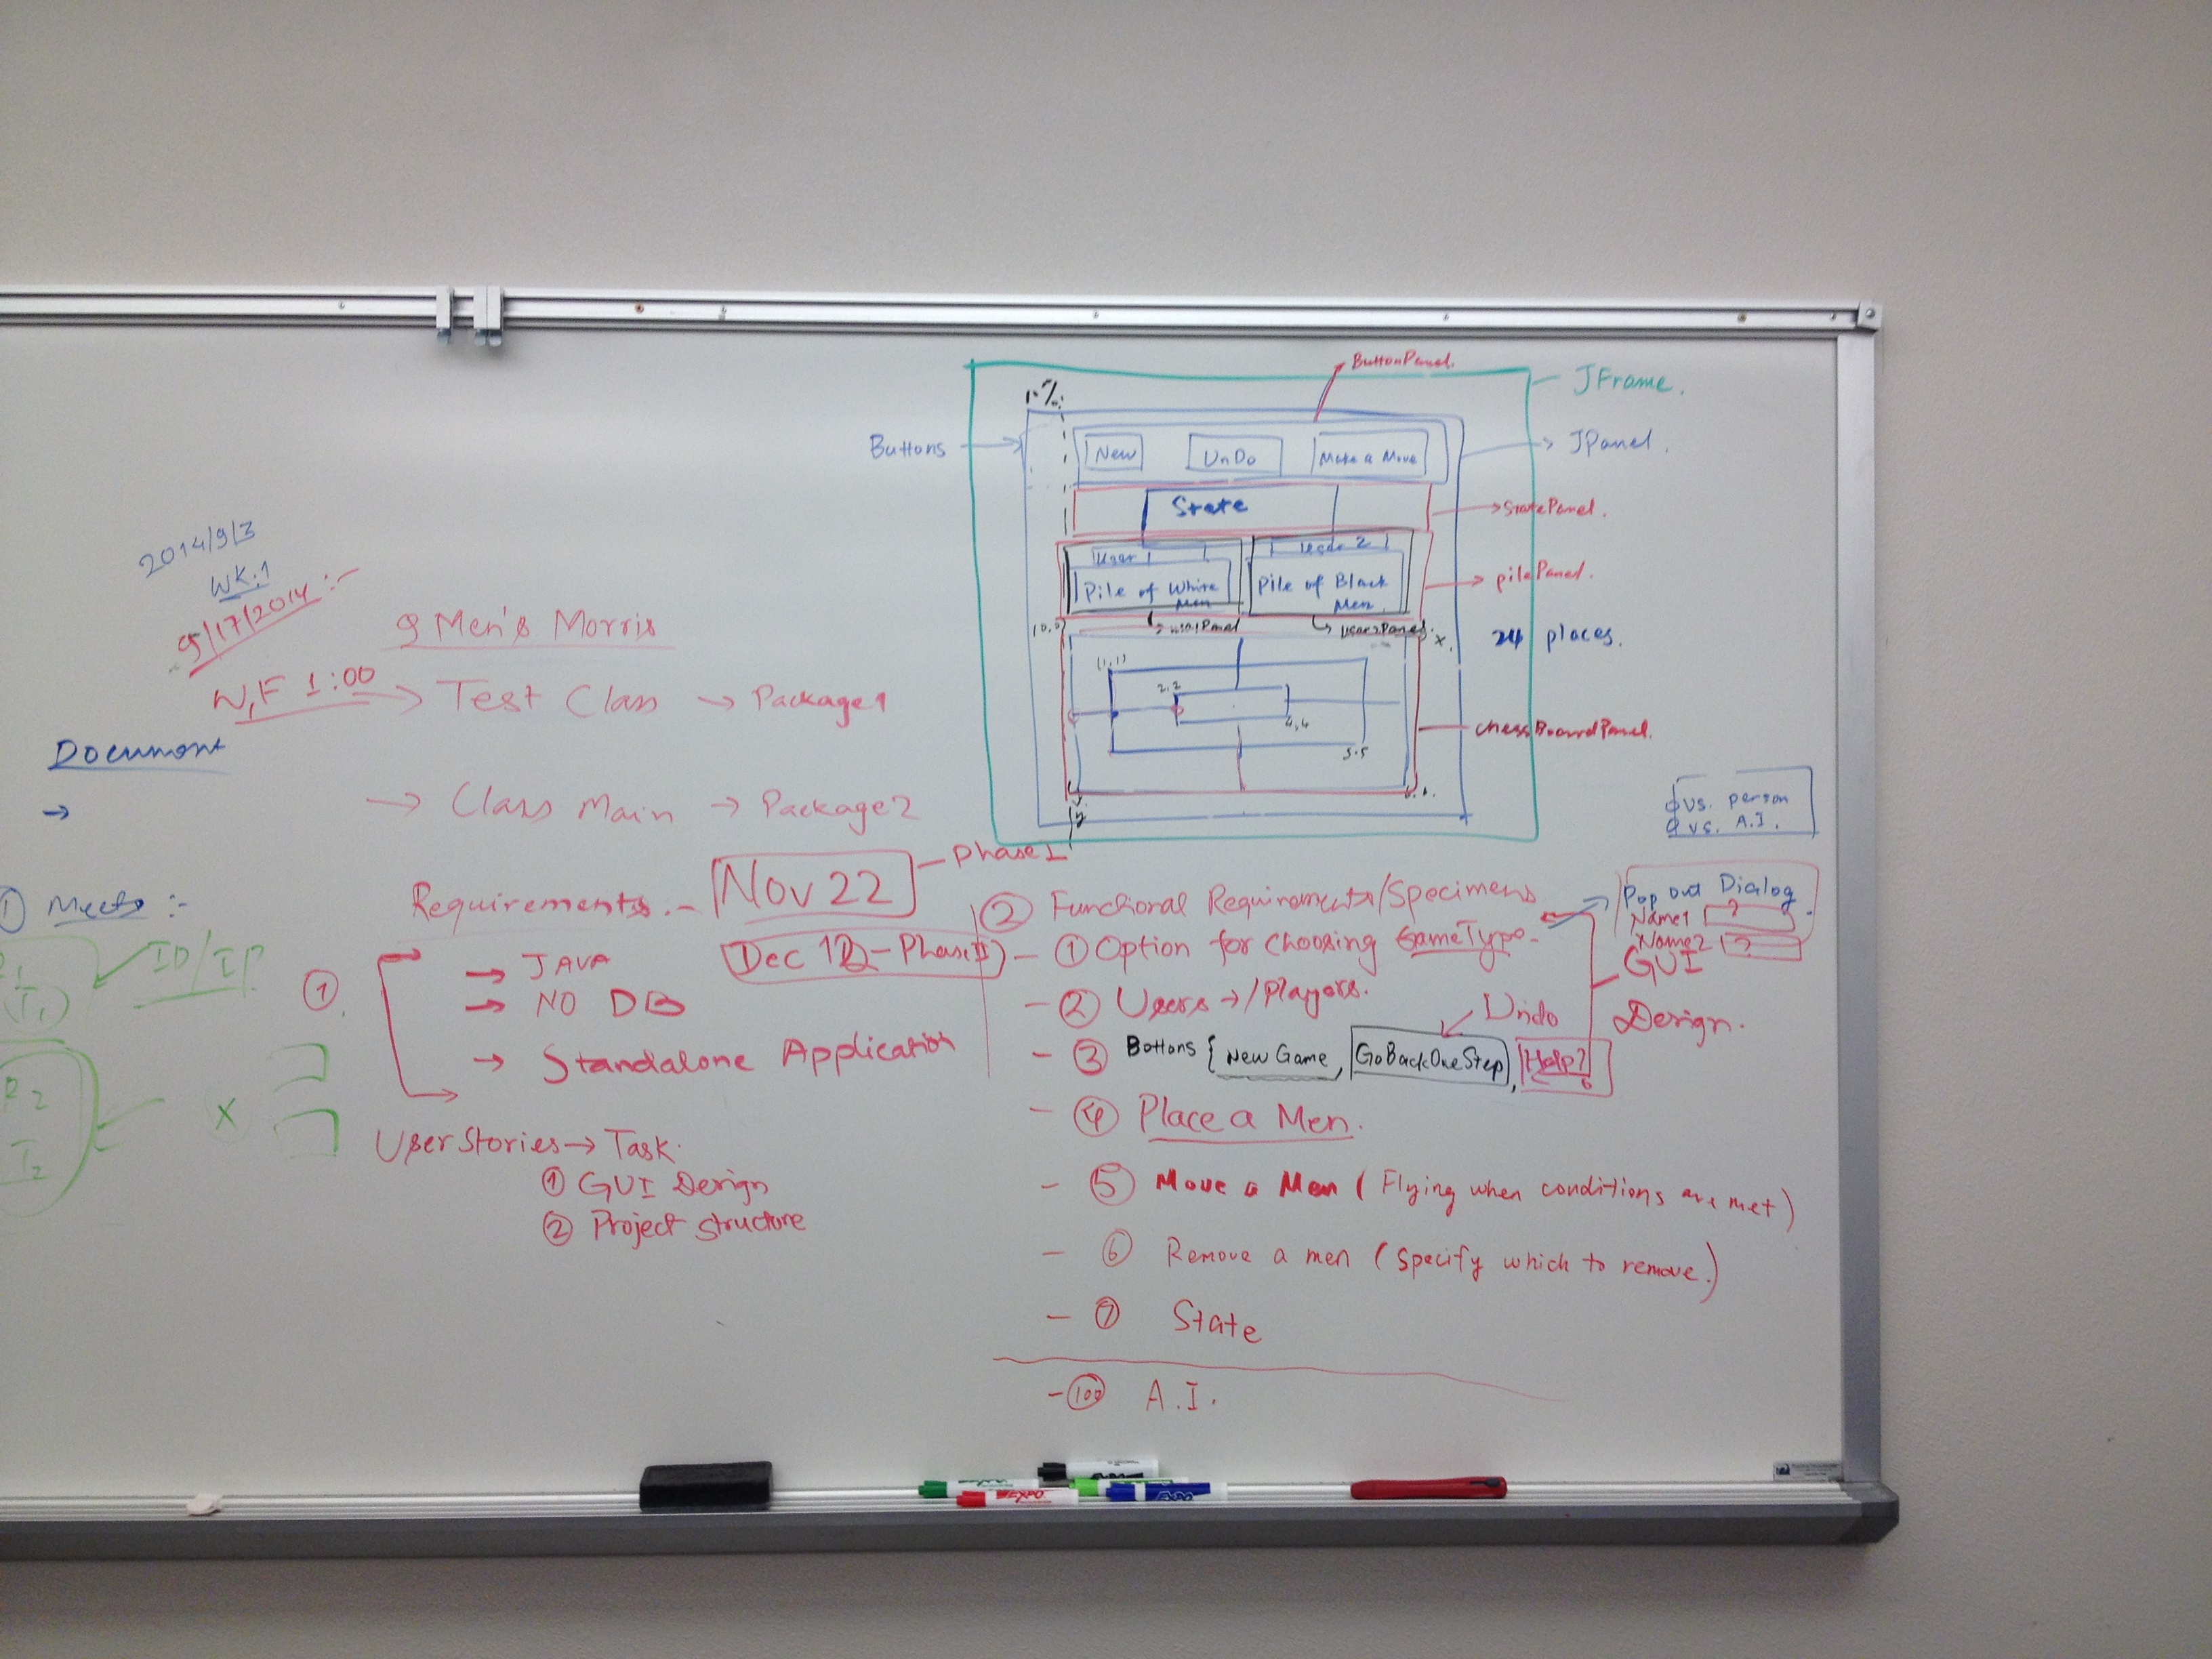 2014/9/3
WK:1
9/17/2014 :-
W,F 1:00
9 Men's Morris
→ Test Class → Package1
→ Class Main → Package2
Document
→
① Meets :-
ID/IP
I1
P2
I2
X
Requirements.- Nov 22 - Phase I
Dec 12 - Phase II
①
→ JAVA
→ NO DB
→ Standalone Application
User Stories → Task.
① GUI Design
② Project Structure
ButtonPanel.
JFrame.
Buttons
New
UnDo
Make a Move
JPanel.
State
StatePanel.
User 1
User 2
Pile of White Men
Pile of Black Men
pilePanel.
user1Panel
user2Panel.
(0,0)
x.
24 places.
(1,1)
2,2
4,4
5.5
chessBoardPanel.
y
vs. person
vs. A.I.
② Functional Requirements/Specimens
Pop out Dialog
Name1 ?
Name2 ?
- ① Option for choosing GameType.
GUI
Design.
- ② Users →/Players.
Undo
- ③ Bottons { New Game, GoBackOneStep, Help?
- ④ Place a Men.
- ⑤ Move a Men ( Flying when conditions are met )
- ⑥ Remove a men ( Specify which to remove. )
- ⑦ State
- (100) A.I.
EXPO
EXPO